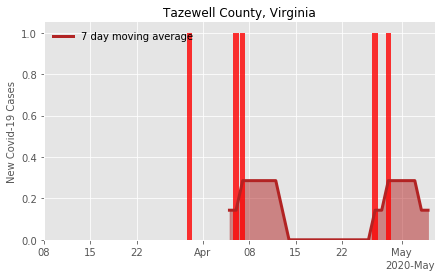 Tazewell County, Virginia
7 day moving average
New Covid-19 Cases
1.0
0.8
0.6
0.4
0.2
0.0
08 15 22 Apr 08 15 22 May
2020-May